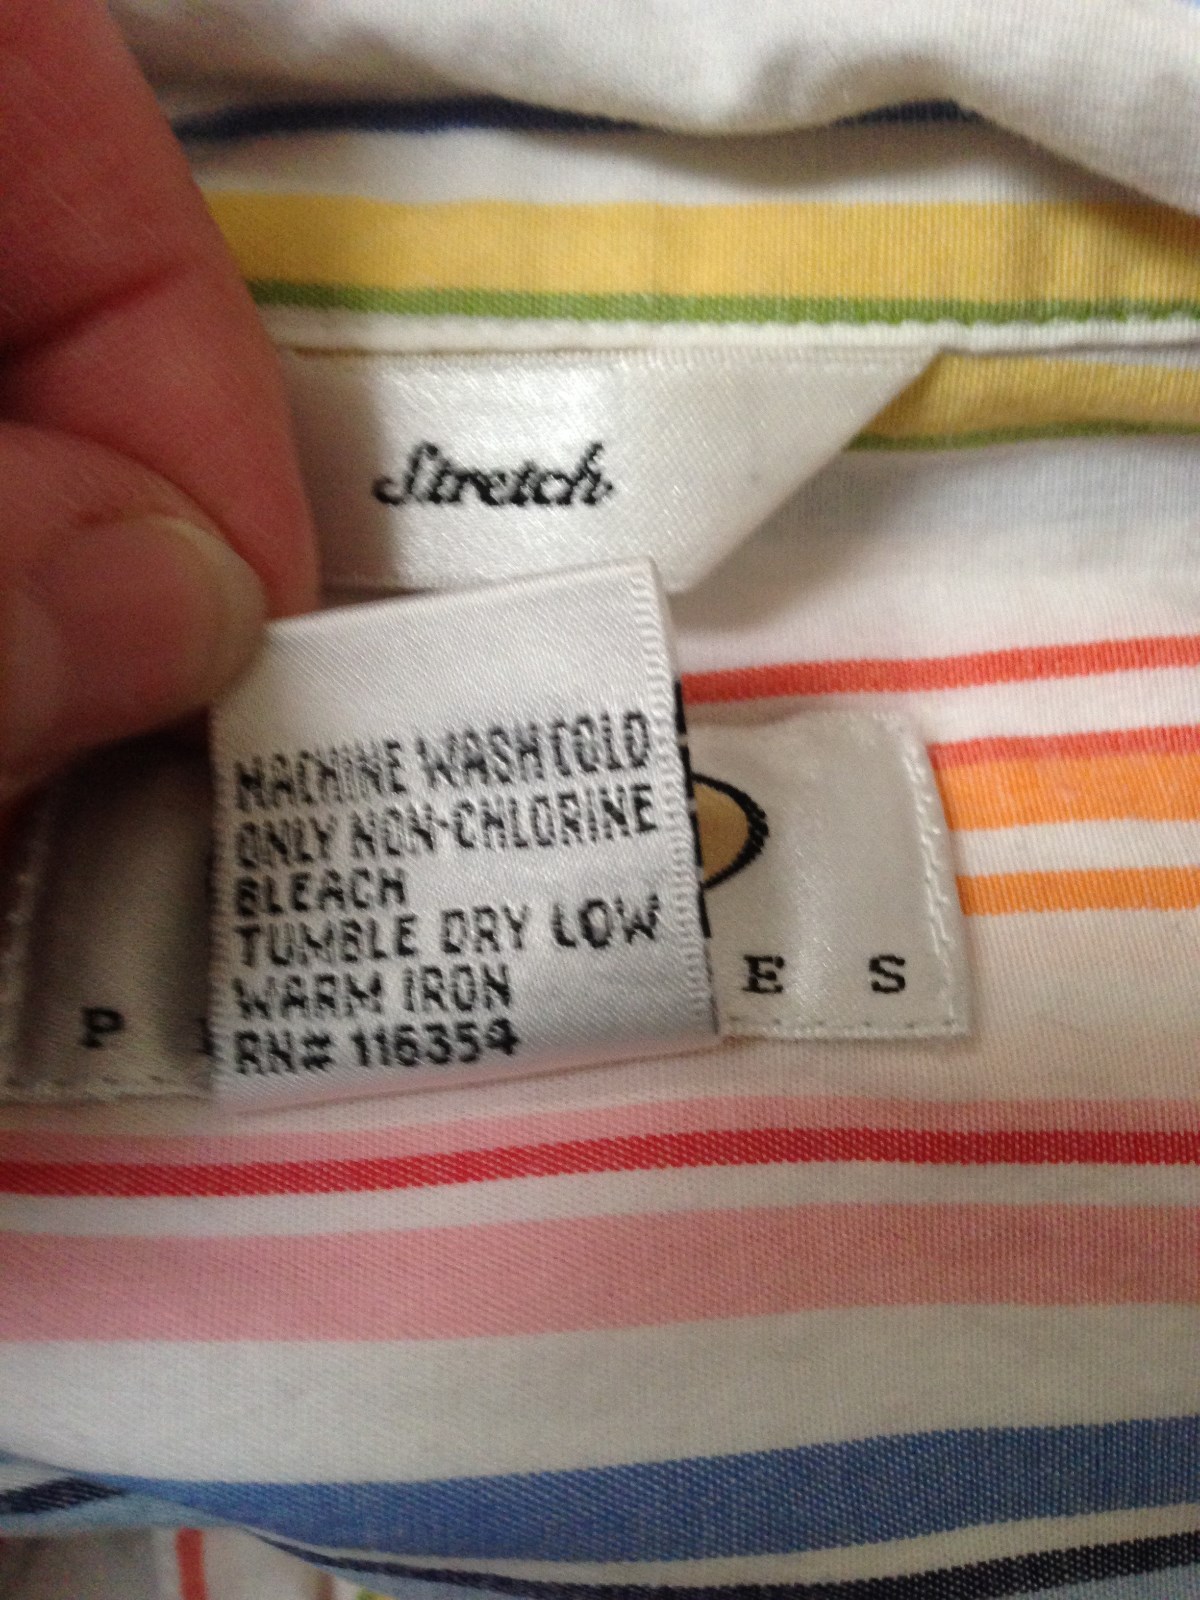 Stretch
MACHINE WASH COLD
ONLY NON-CHLORINE
BLEACH
TUMBLE DRY LOW
WARM IRON
RN# 116354
P E S